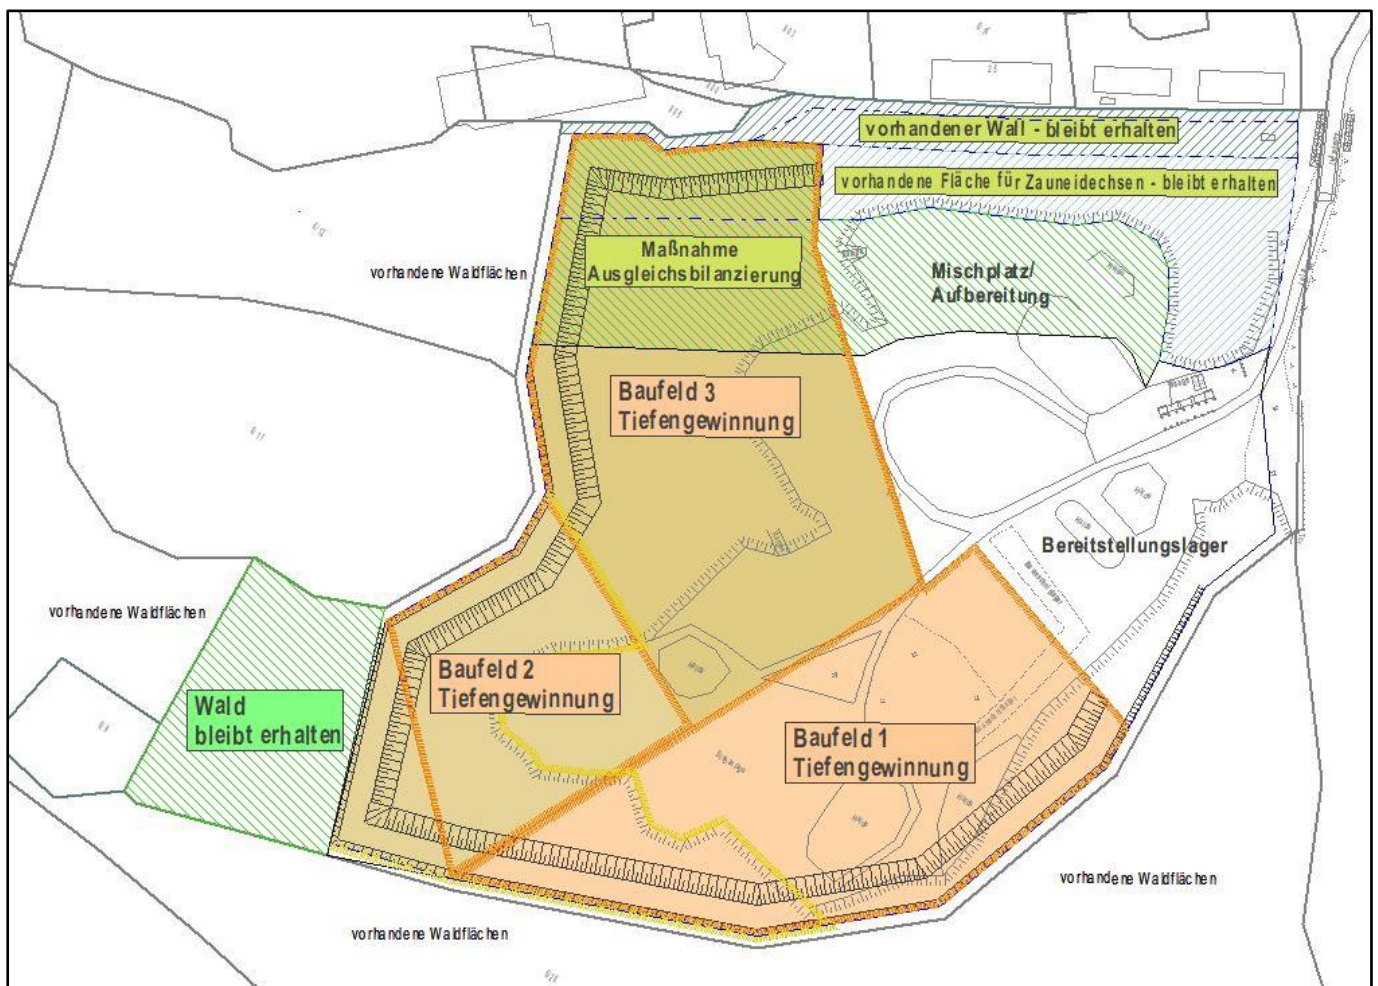 vorhandener Wall - bleibt erhalten
vorhandene Fläche für Zauneidechsen - bleibt erhalten
Maßnahme
Ausgleichsbilanzierung
vorhandene Waldflächen
Mischplatz/
Aufbereitung
Baufeld 3
Tiefengewinnung
Bereitstellungslager
vorhandene Waldflächen
Baufeld 2
Tiefengewinnung
Wald
bleibt erhalten
Baufeld 1
Tiefengewinnung
vorhandene Waldflächen
vorhandene Waldflächen